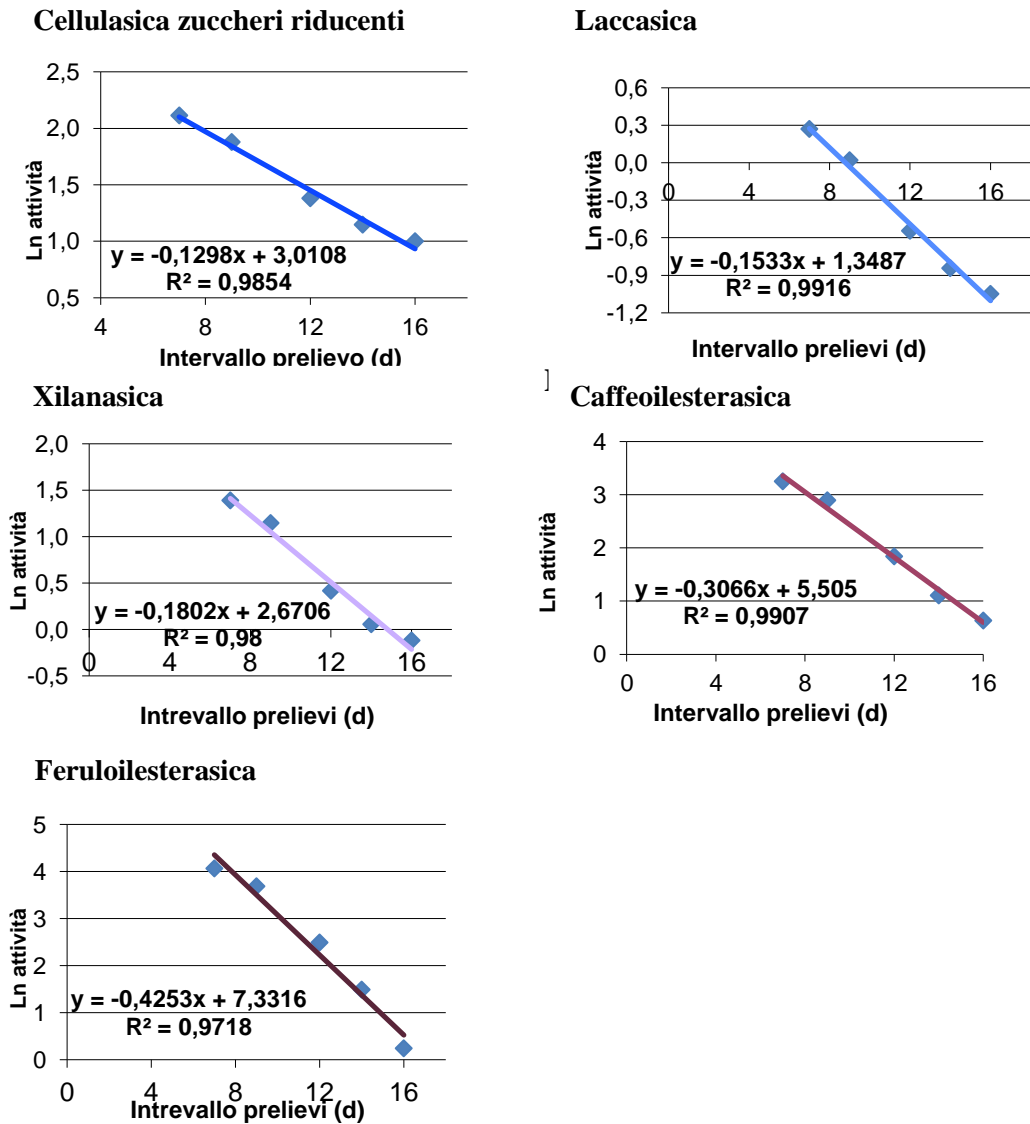 Cellulasica zuccheri riducenti
Ln attività
2,5
2,0
1,5
1,0
0,5
y = -0,1298x + 3,0108
R² = 0,9854
4 8 12 16
Intervallo prelievo (d)
Laccasica
Ln attività
0,6
0,3
0,0
-0,3
-0,6
-0,9
-1,2
0 4 8 12 16
y = -0,1533x + 1,3487
R² = 0,9916
Intervallo prelievi (d)
]
Xilanasica
Ln attività
2,0
1,5
1,0
0,5
0,0
-0,5
y = -0,1802x + 2,6706
R² = 0,98
0 4 8 12 16
Intrevallo prelievi (d)
Caffeoilesterasica
Ln attività
4
3
2
1
0
y = -0,3066x + 5,505
R² = 0,9907
0 4 8 12 16
Intervallo prelievi (d)
Feruloilesterasica
Ln attività
5
4
3
2
1
0
y = -0,4253x + 7,3316
R² = 0,9718
0 4 8 12 16
Intrevallo prelievi (d)